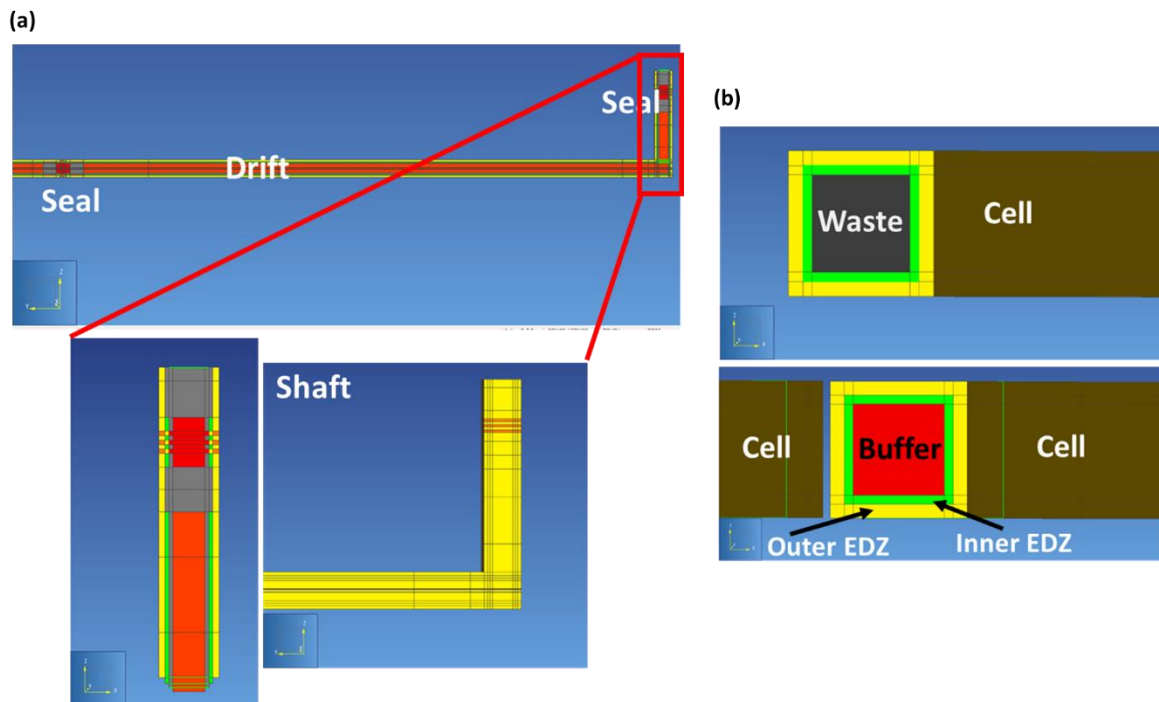 (a)
Seal
Drift
Seal
Shaft
(b)
Waste
Cell
Cell
Buffer
Cell
Outer EDZ
Inner EDZ